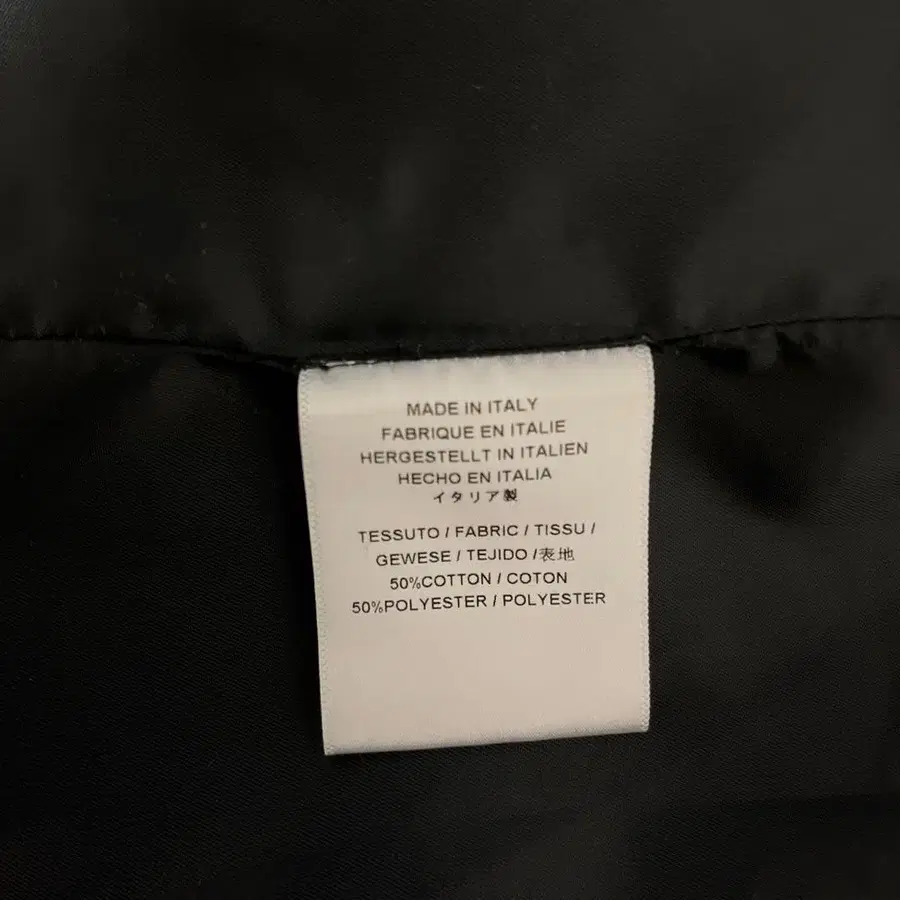 MADE IN ITALY
FABRIQUE EN ITALIE
HERGESTELLT IN ITALIEN
HECHO EN ITALIA
イタリア製
TESSUTO / FABRIC / TISSU /
GEWESE / TEJIDO /表地
50%COTTON / COTON
50%POLYESTER / POLYESTER